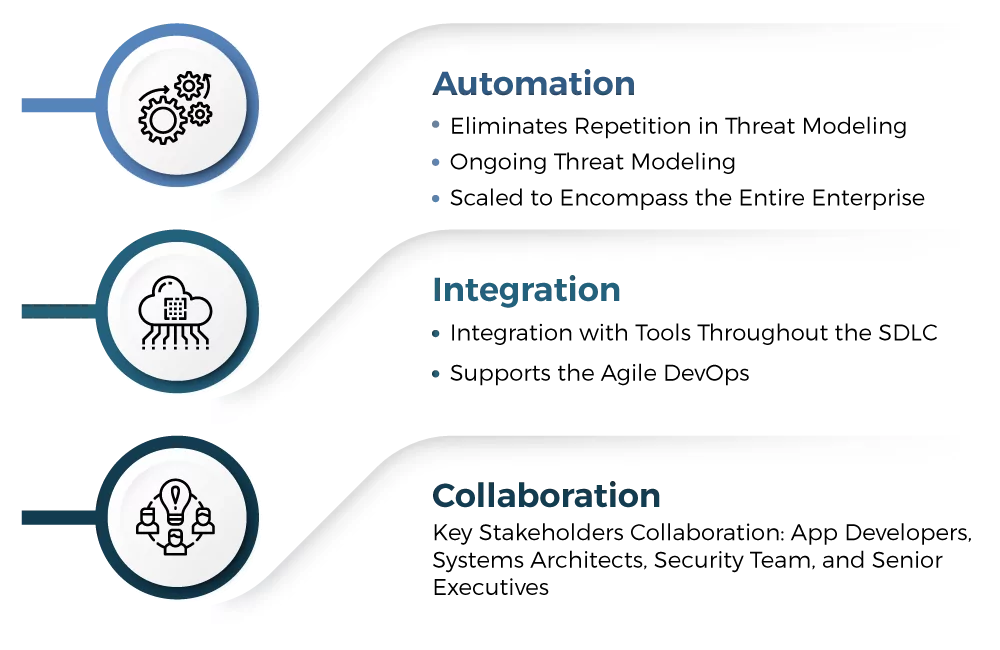 Automation
• Eliminates Repetition in Threat Modeling
• Ongoing Threat Modeling
• Scaled to Encompass the Entire Enterprise
Integration
• Integration with Tools Throughout the SDLC
• Supports the Agile DevOps
Collaboration
Key Stakeholders Collaboration: App Developers,
Systems Architects, Security Team, and Senior
Executives